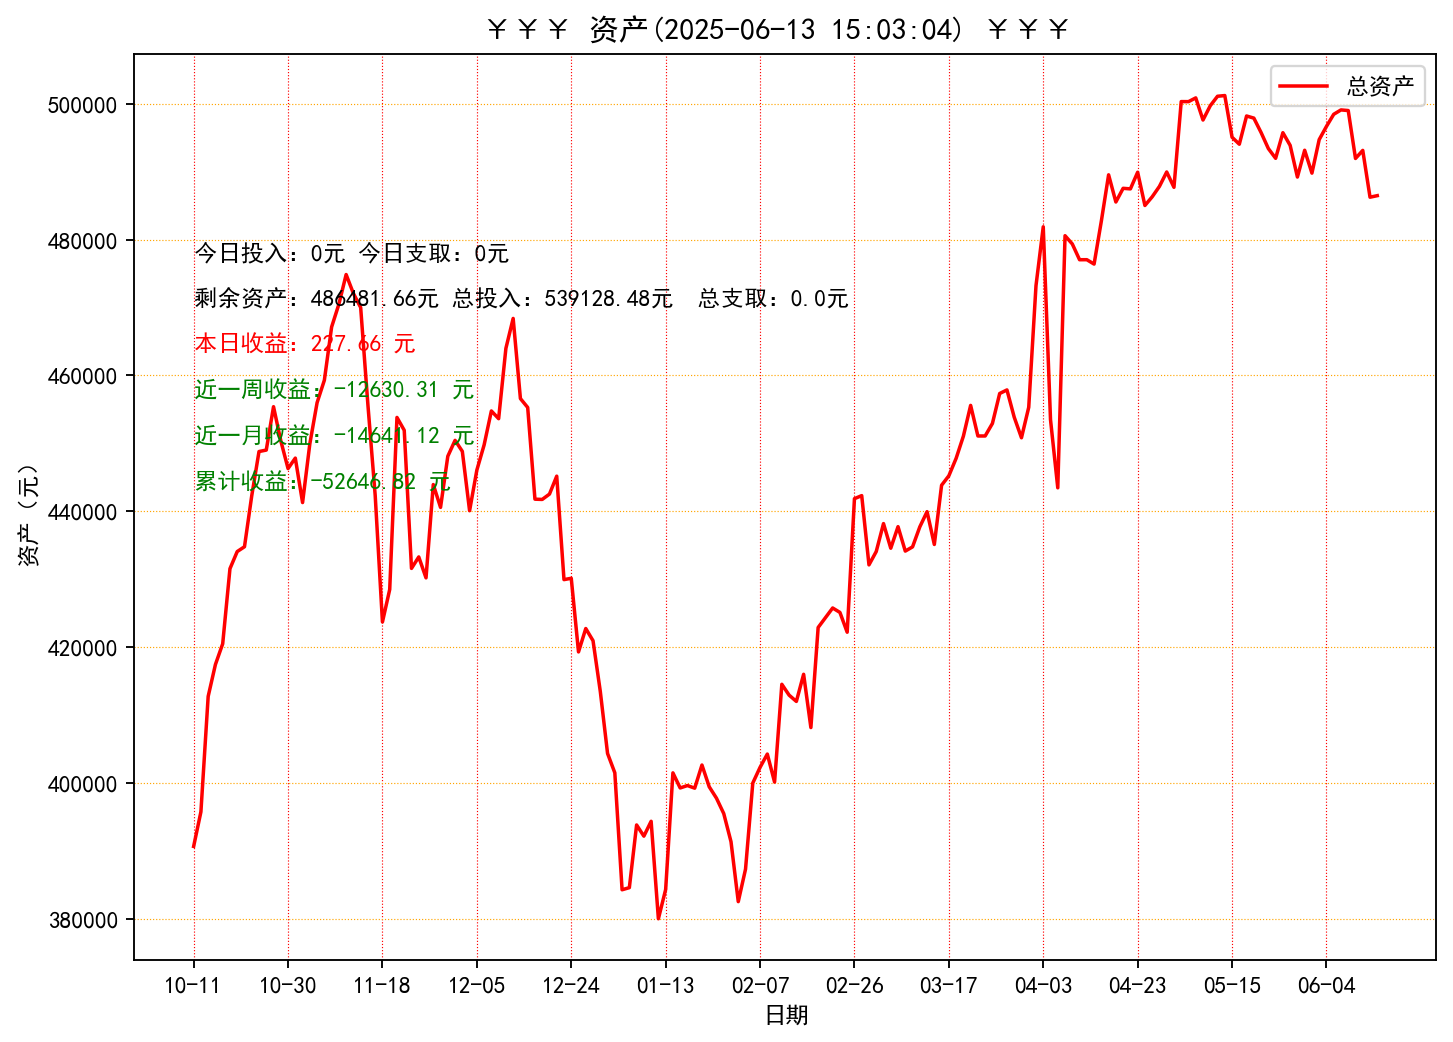 ￥￥￥ 资产(2025-06-13 15:03:04) ￥￥￥
总资产
500000
480000
460000
440000
420000
400000
380000
资产（元）
今日投入：0元 今日支取：0元
剩余资产：486481.66元 总投入：539128.48元 总支取：0.0元
本日收益：227.66 元
近一周收益：-12630.31 元
近一月收益：-14641.12 元
累计收益：-52646.82 元
10-11 10-30 11-18 12-05 12-24 01-13 02-07 02-26 03-17 04-03 04-23 05-15 06-04
日期